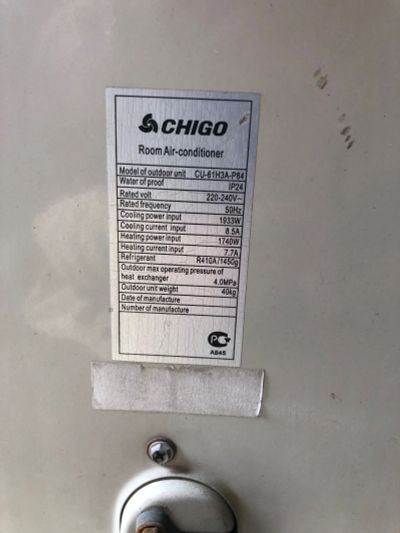 CHIGO
Room Air-conditioner
Model of outdoor unit CU-61H3A-P84
Water of proof IP24
Rated volt 220-240V~
Rated frequency 50Hz
Cooling power input 1933W
Cooling current input 8.5A
Heating power input 1740W
Heating current input 7.7A
Refrigerant R410A/1450g
Outdoor max operating pressure of
heat exchanger 4.0MPa
Outdoor unit weight 40kg
Date of manufacture
Number of manufacture
РС
АВ45